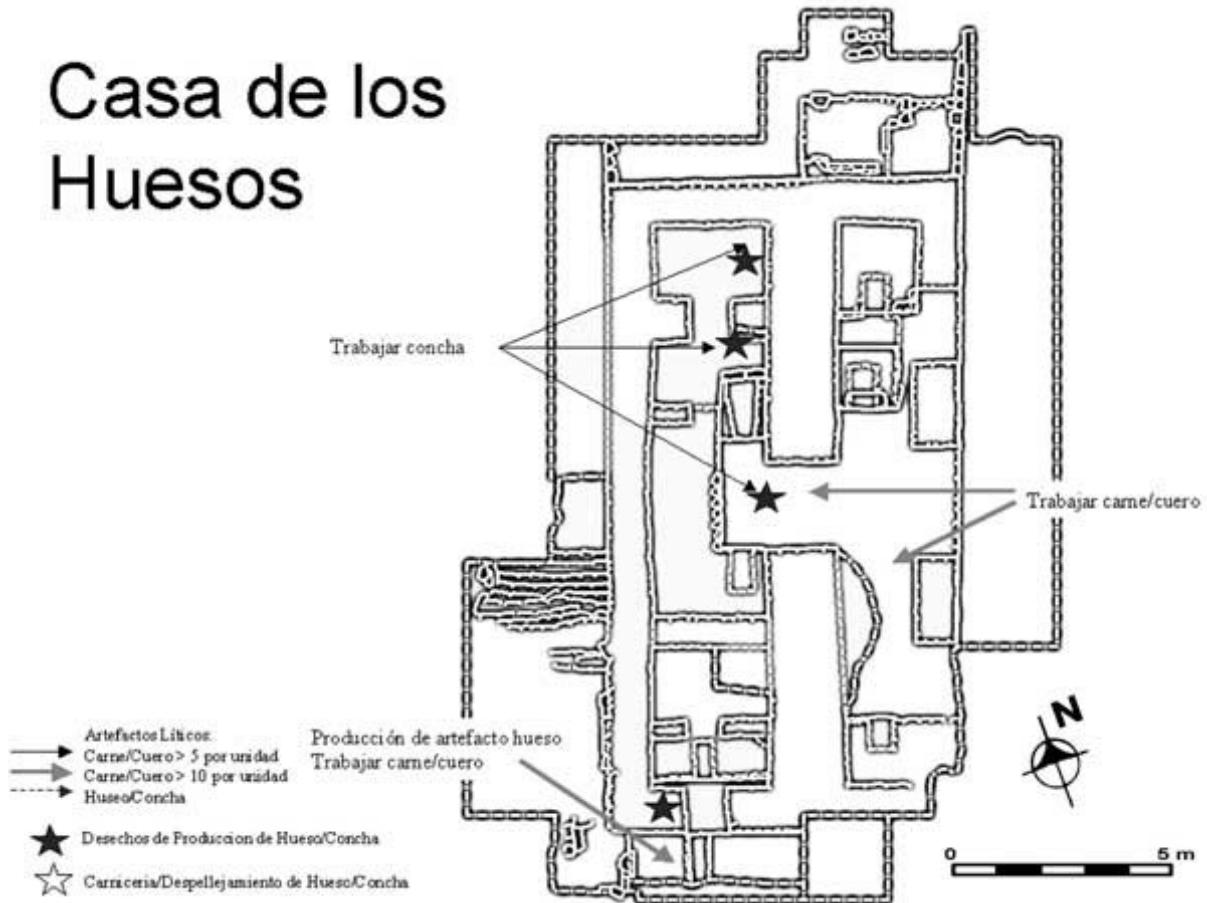 Casa de los
Huesos
Trabajar concha
Trabajar carne/cuero
Producción de artefacto hueso
Trabajar carne/cuero
Artefactos Líticos:
Carne/Cuero > 5 por unidad
Carne/Cuero > 10 por unidad
Hueso/Concha
Desechos de Produccion de Hueso/Concha
Carniceria/Despellejamiento de Hueso/Concha
N
0 5 m